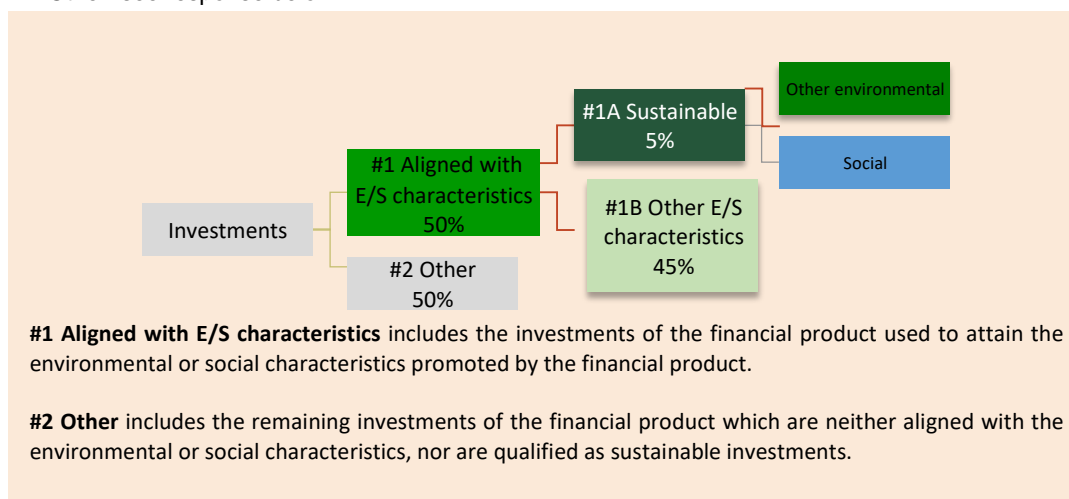 Other environmental
#1A Sustainable
5%
Social
#1 Aligned with
E/S characteristics
50%
#1B Other E/S
characteristics
45%
Investments
#2 Other
50%
#1 Aligned with E/S characteristics includes the investments of the financial product used to attain the
environmental or social characteristics promoted by the financial product.
#2 Other includes the remaining investments of the financial product which are neither aligned with the
environmental or social characteristics, nor are qualified as sustainable investments.